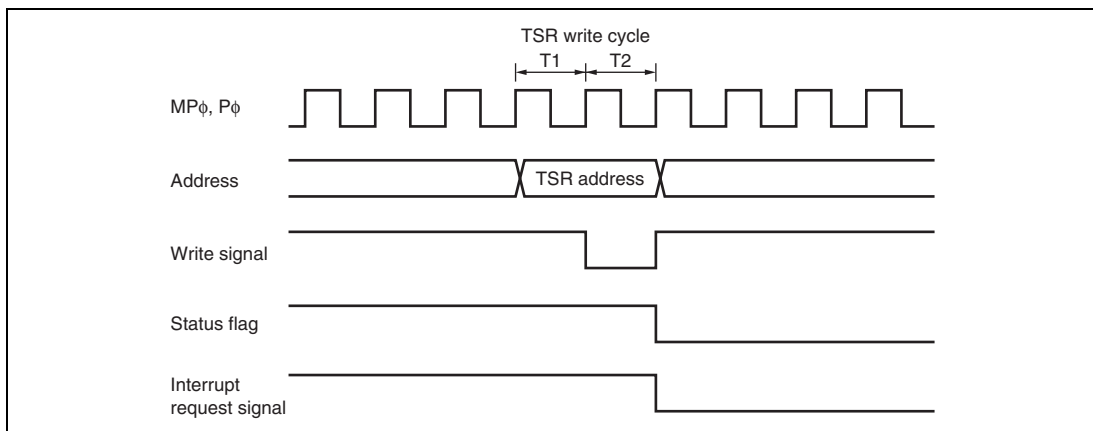 TSR write cycle
T1 T2
MPϕ, Pϕ
Address
TSR address
Write signal
Status flag
Interrupt
request signal